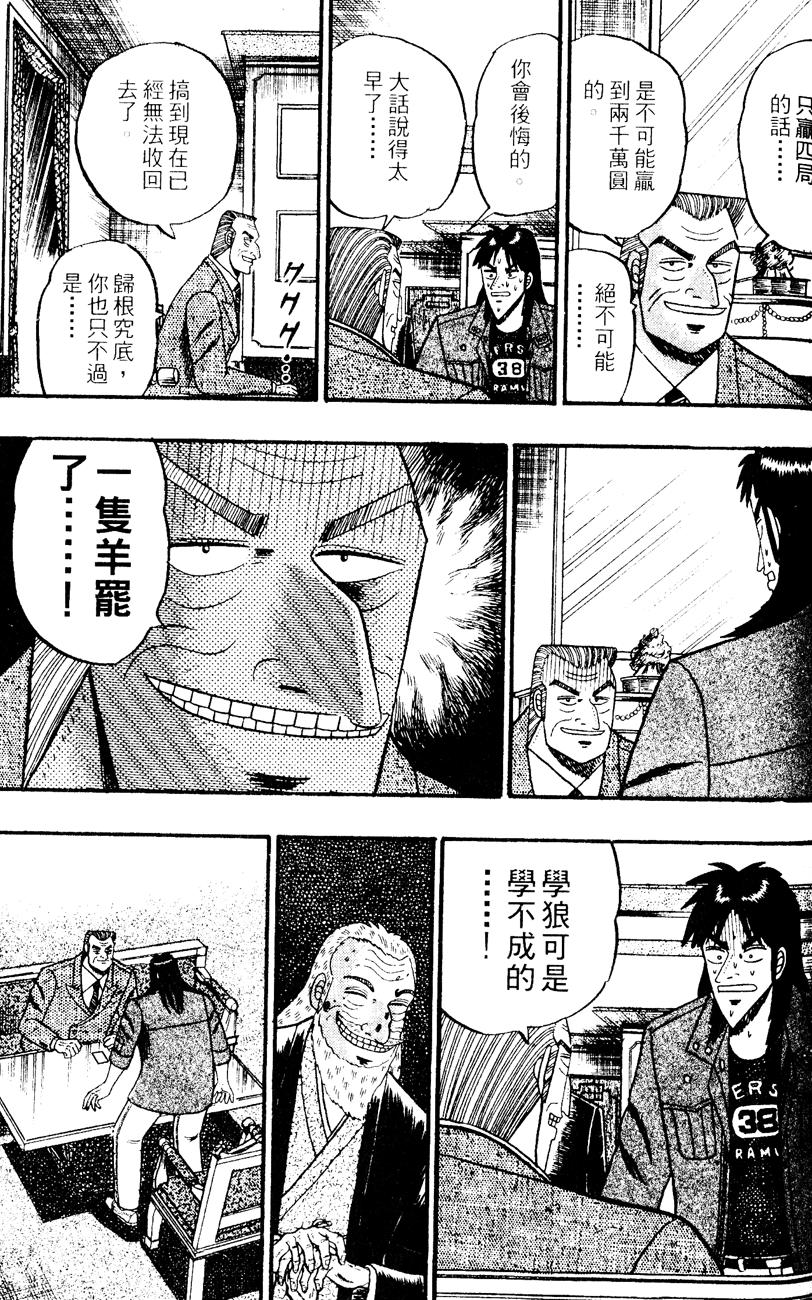 只贏四局
的話……
是不可能贏
到兩千萬圓
的。
絕不可能
……
你會後悔的。
大話說得太
早了……
ERS
38
RAMU
ククク…
搞到現在已
經無法收回
去了。
歸根究底，
你也只不過
是……
一隻羊罷
了……！
學狼可是
學不成的
……！
ERS
38
RAMU